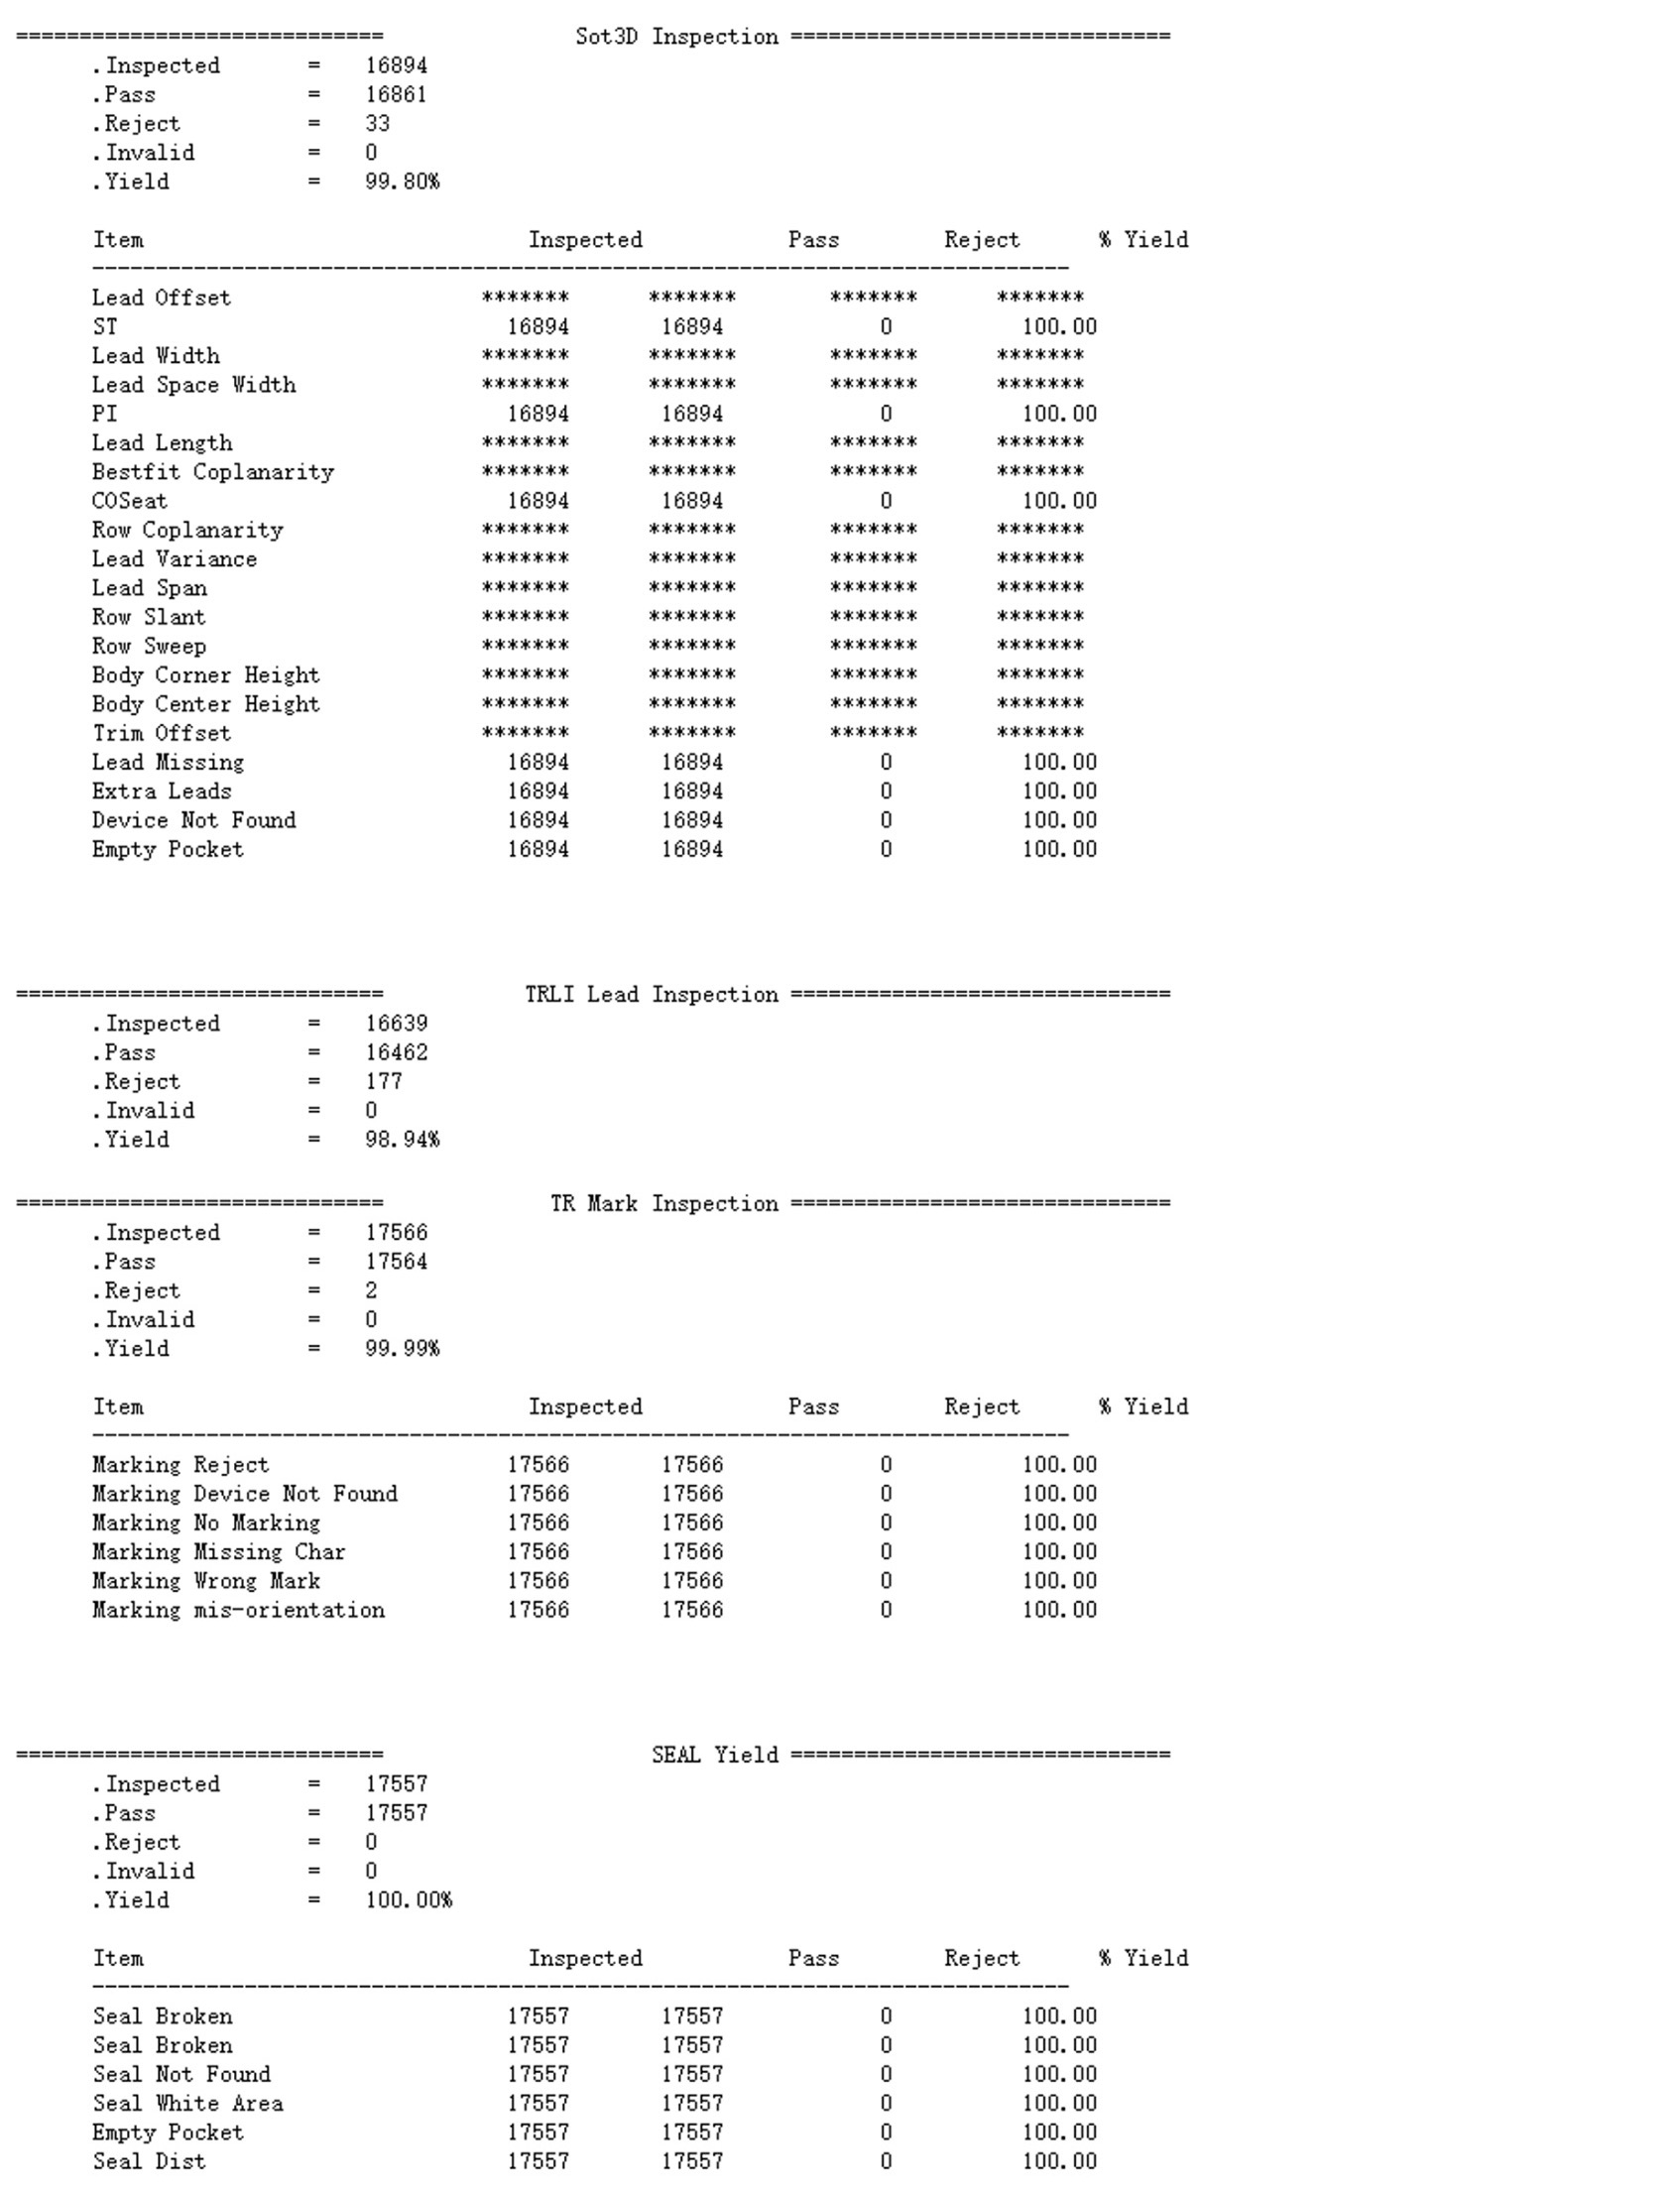 ============================= Sot3D Inspection ==============================
.Inspected = 16894
.Pass = 16861
.Reject = 33
.Invalid = 0
.Yield = 99.80%
Item Inspected Pass Reject % Yield
-----------------------------------------------------------------------------
Lead Offset ******* ******* ******* *******
ST 16894 16894 0 100.00
Lead Width ******* ******* ******* *******
Lead Space Width ******* ******* ******* *******
PI 16894 16894 0 100.00
Lead Length ******* ******* ******* *******
Bestfit Coplanarity ******* ******* ******* *******
COSeat 16894 16894 0 100.00
Row Coplanarity ******* ******* ******* *******
Lead Variance ******* ******* ******* *******
Lead Span ******* ******* ******* *******
Row Slant ******* ******* ******* *******
Row Sweep ******* ******* ******* *******
Body Corner Height ******* ******* ******* *******
Body Center Height ******* ******* ******* *******
Trim Offset ******* ******* ******* *******
Lead Missing 16894 16894 0 100.00
Extra Leads 16894 16894 0 100.00
Device Not Found 16894 16894 0 100.00
Empty Pocket 16894 16894 0 100.00
============================= TRLI Lead Inspection ==============================
.Inspected = 16639
.Pass = 16462
.Reject = 177
.Invalid = 0
.Yield = 98.94%
============================= TR Mark Inspection ==============================
.Inspected = 17566
.Pass = 17564
.Reject = 2
.Invalid = 0
.Yield = 99.99%
Item Inspected Pass Reject % Yield
-----------------------------------------------------------------------------
Marking Reject 17566 17566 0 100.00
Marking Device Not Found 17566 17566 0 100.00
Marking No Marking 17566 17566 0 100.00
Marking Missing Char 17566 17566 0 100.00
Marking Wrong Mark 17566 17566 0 100.00
Marking mis-orientation 17566 17566 0 100.00
============================= SEAL Yield ==============================
.Inspected = 17557
.Pass = 17557
.Reject = 0
.Invalid = 0
.Yield = 100.00%
Item Inspected Pass Reject % Yield
-----------------------------------------------------------------------------
Seal Broken 17557 17557 0 100.00
Seal Broken 17557 17557 0 100.00
Seal Not Found 17557 17557 0 100.00
Seal White Area 17557 17557 0 100.00
Empty Pocket 17557 17557 0 100.00
Seal Dist 17557 17557 0 100.00